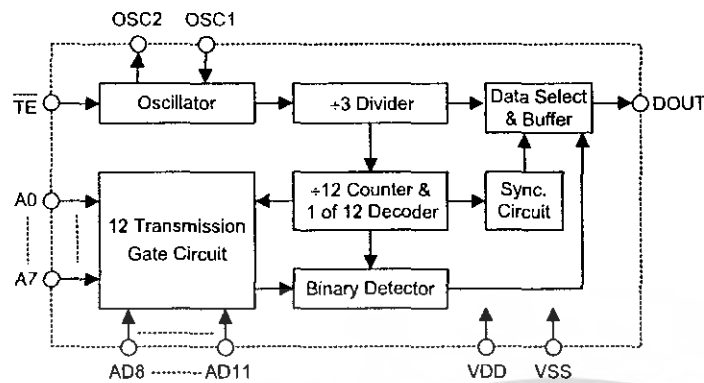 OSC2 OSC1
TE Oscillator ÷3 Divider Data Select & Buffer DOUT
A0
A7
12 Transmission
Gate Circuit
÷12 Counter &
1 of 12 Decoder
Sync.
Circuit
Binary Detector
AD8 AD11 VDD VSS